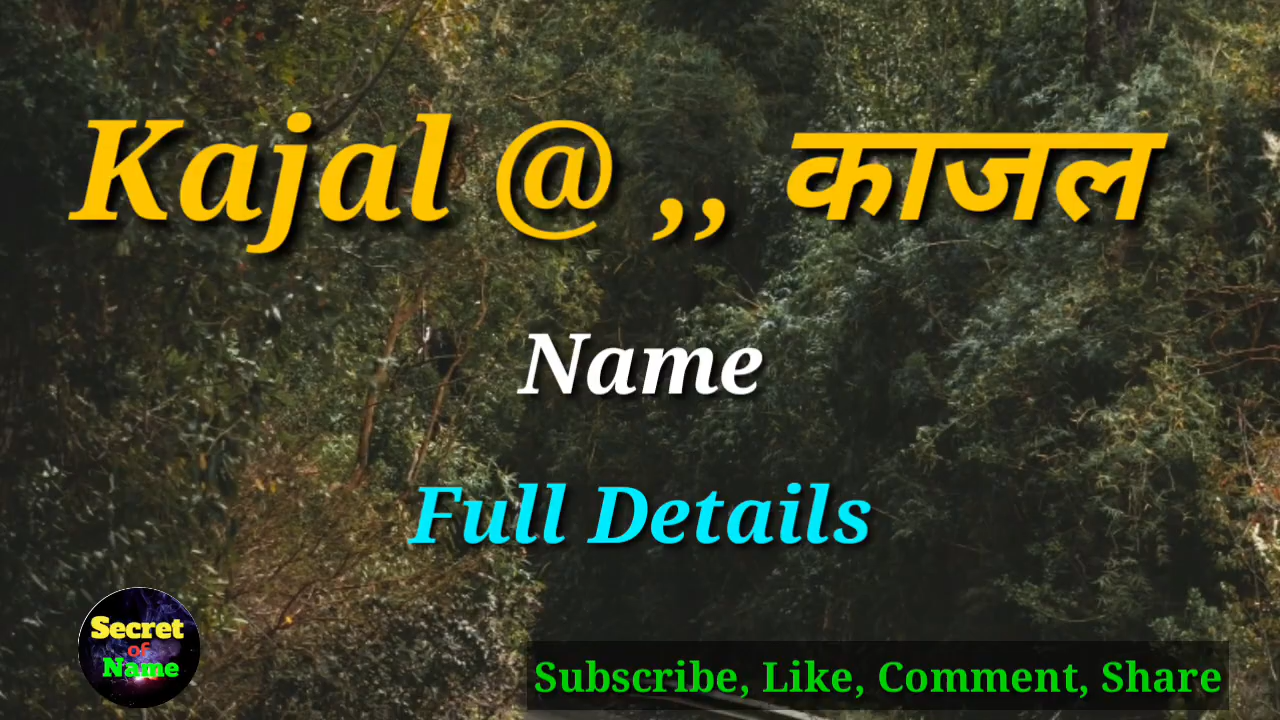 Kajal @ ,, काजल
Name
Full Details
Secret
of
Name
Subscribe, Like, Comment, Share